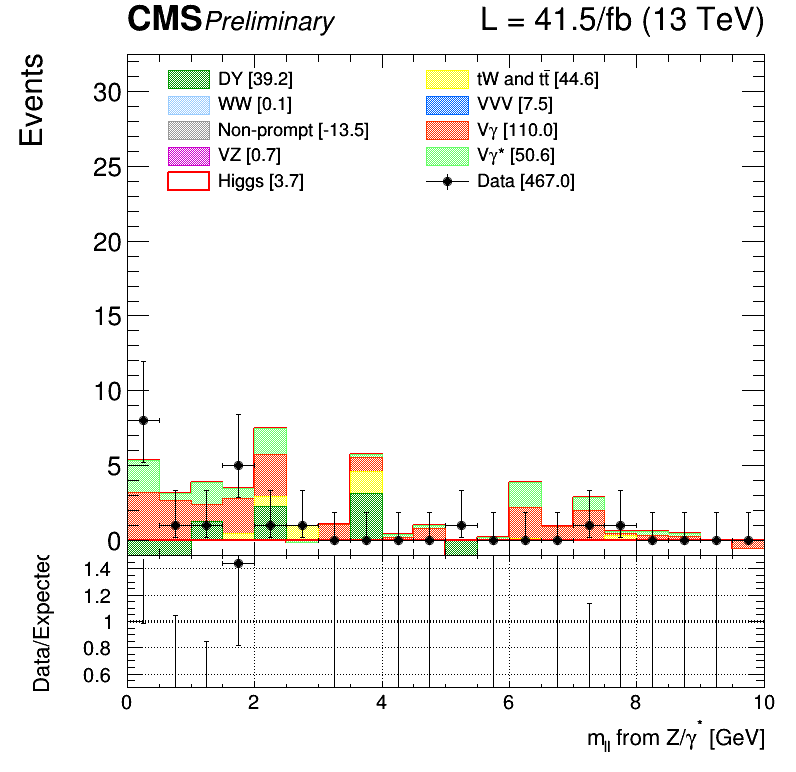 CMS Preliminary L = 41.5/fb (13 TeV)
Events
DY [39.2]
WW [0.1]
Non-prompt [-13.5]
VZ [0.7]
Higgs [3.7]
tW and tt̄ [44.6]
VVV [7.5]
Vγ [110.0]
Vγ* [50.6]
Data [467.0]
30
25
20
15
10
5
0
Data/Expected
1.4
1.2
1
0.8
0.6
0 2 4 6 8 10
m_ll from Z/γ* [GeV]